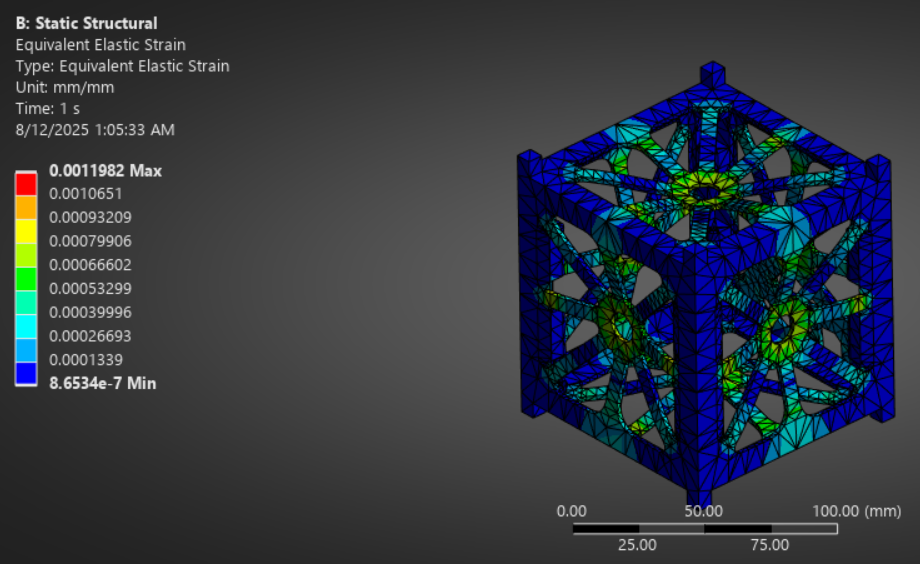 B: Static Structural
Equivalent Elastic Strain
Type: Equivalent Elastic Strain
Unit: mm/mm
Time: 1 s
8/12/2025 1:05:33 AM
0.0011982 Max
0.0010651
0.00093209
0.00079906
0.00066602
0.00053299
0.00039996
0.00026693
0.0001339
8.6534e-7 Min
0.00 50.00 100.00 (mm)
25.00 75.00